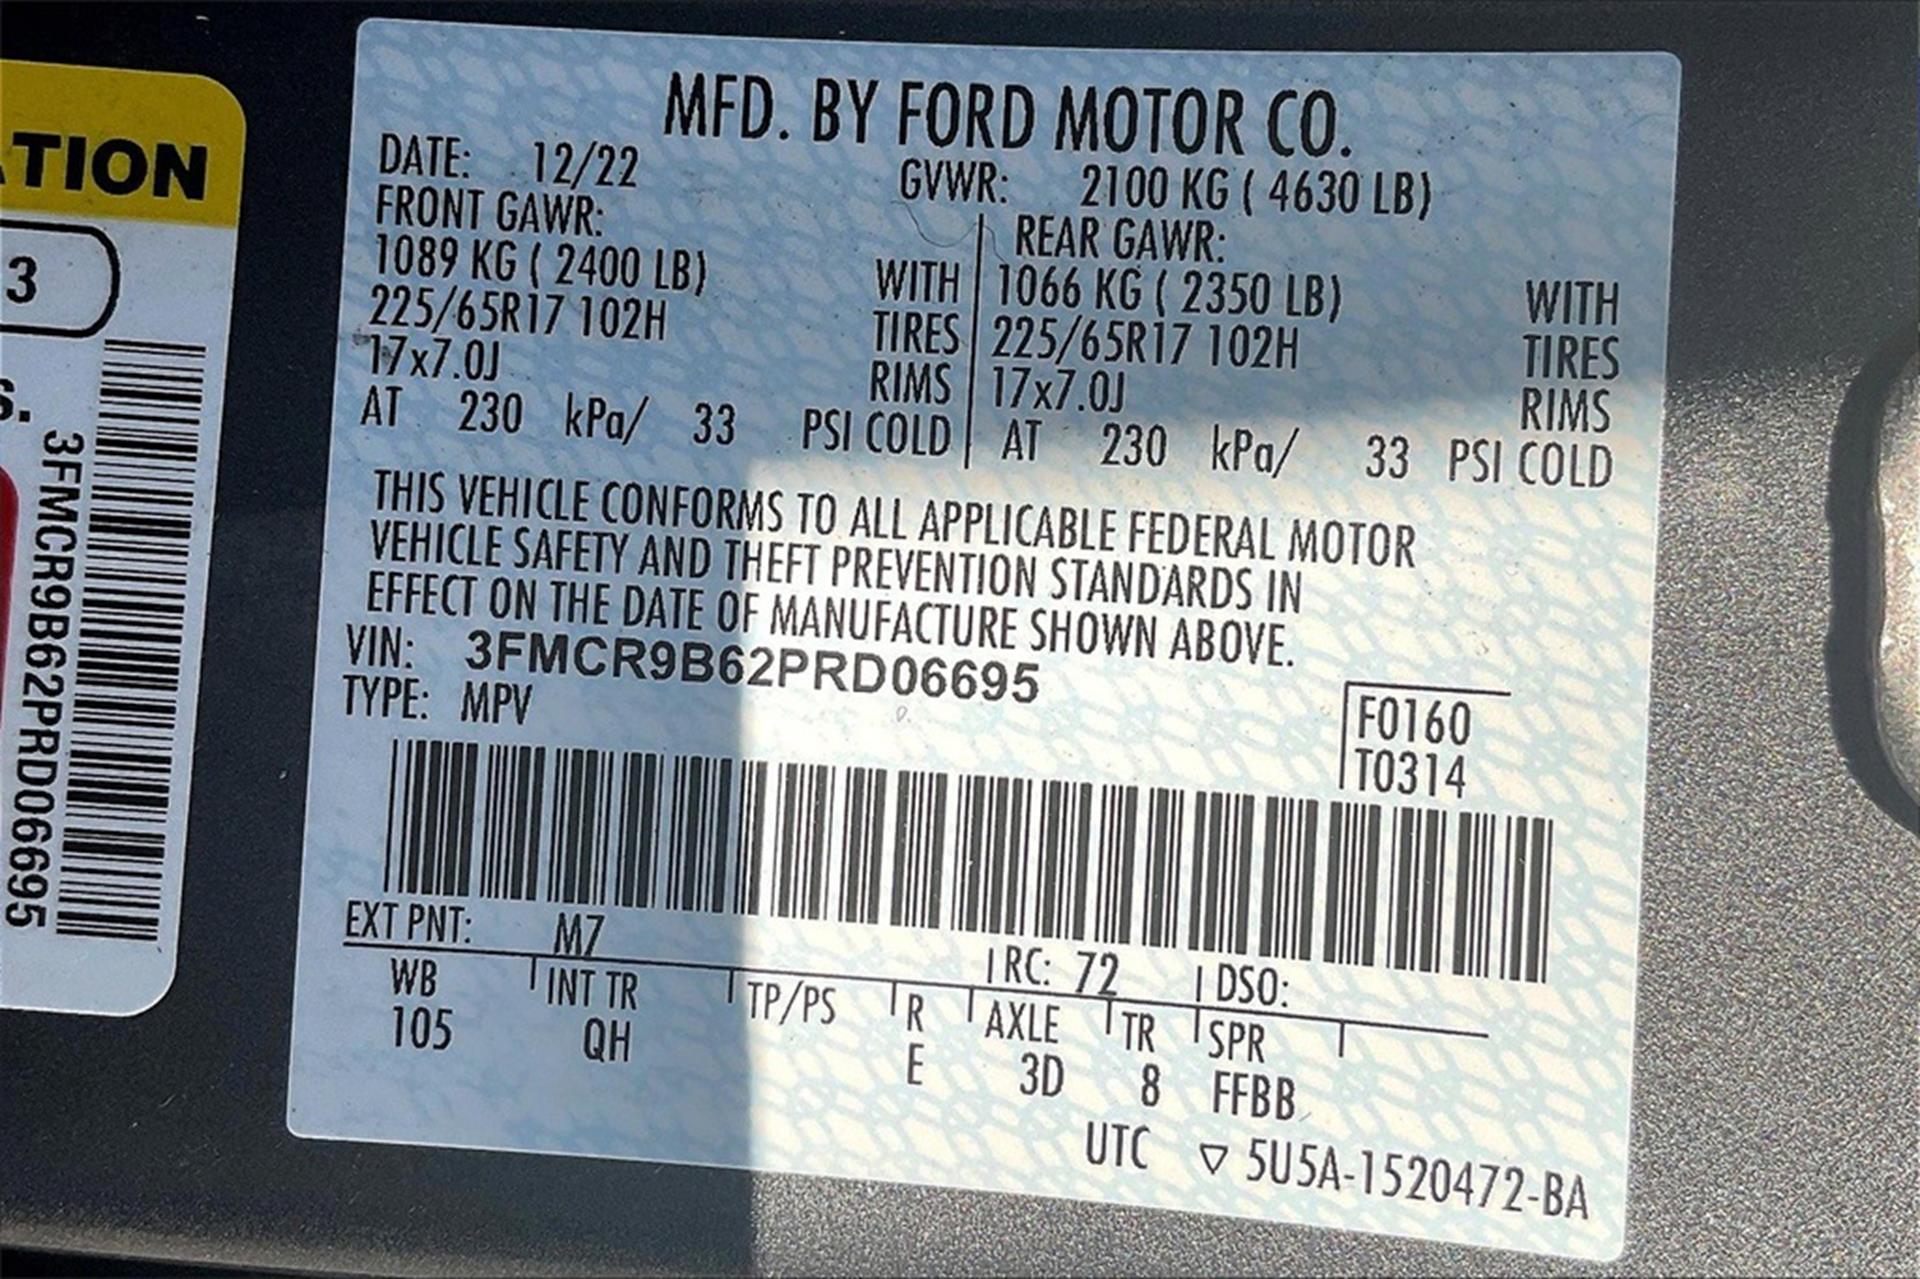 MFD. BY FORD MOTOR CO.
DATE: 12/22 GVWR: 2100 KG ( 4630 LB)
FRONT GAWR: REAR GAWR:
1089 KG ( 2400 LB) WITH 1066 KG ( 2350 LB) WITH
225/65R17 102H TIRES 225/65R17 102H TIRES
17x7.0J RIMS 17x7.0J RIMS
AT 230 kPa/ 33 PSI COLD AT 230 kPa/ 33 PSI COLD
THIS VEHICLE CONFORMS TO ALL APPLICABLE FEDERAL MOTOR
VEHICLE SAFETY AND THEFT PREVENTION STANDARDS IN
EFFECT ON THE DATE OF MANUFACTURE SHOWN ABOVE.
VIN: 3FMCR9B62PRD06695
TYPE: MPV
F0160
T0314
EXT PNT: M7 RC: 72 DSO:
WB INT TR TP/PS R AXLE TR SPR
105 QH E 3D 8 FFBB
UTC ▽ 5U5A-1520472-BA
TION
3
s.
3FMCR9B62PRD06695